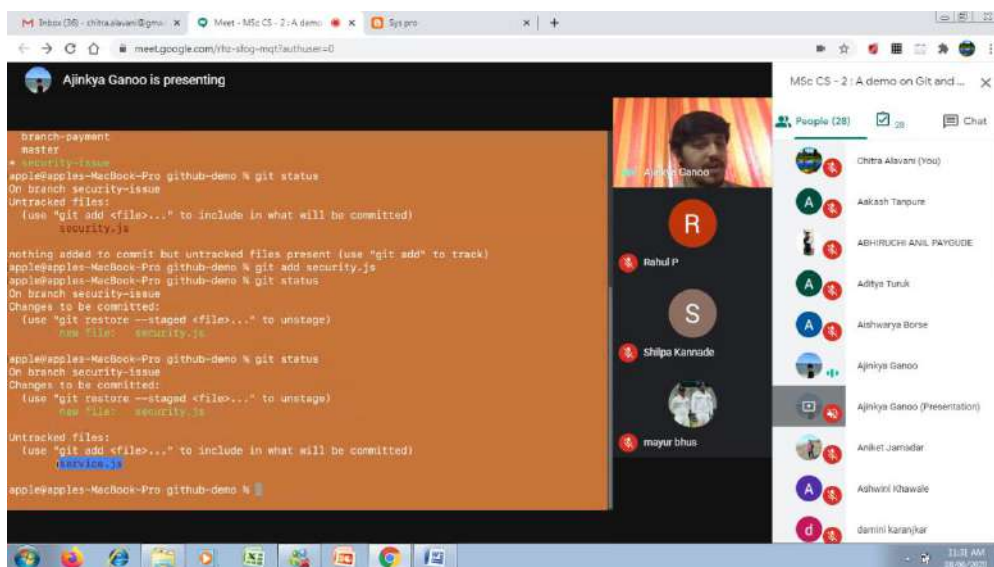 Inbox (36) - chitra.alavani@gmai
Meet - MSc CS - 2 : A demo
Sys pro
meet.google.com/rhz-sfog-mqt?authuser=0
Ajinkya Ganoo is presenting
branch-payment
master
* security-issue
apple@apples-MacBook-Pro github-demo % git status
On branch security-issue
Untracked files:
(use "git add <file>..." to include in what will be committed)
security.js
nothing added to commit but untracked files present (use "git add" to track)
apple@apples-MacBook-Pro github-demo % git add security.js
apple@apples-MacBook-Pro github-demo % git status
On branch security-issue
Changes to be committed:
(use "git restore --staged <file>..." to unstage)
new file: security.js
apple@apples-MacBook-Pro github-demo % git status
On branch security-issue
Changes to be committed:
(use "git restore --staged <file>..." to unstage)
new file: security.js
Untracked files:
(use "git add <file>..." to include in what will be committed)
service.js
apple@apples-MacBook-Pro github-demo %
Ajinkya Ganoo
R
Rahul P
S
Shilpa Kannade
mayur bhus
MSc CS - 2 : A demo on Git and ...
People (28)
28
Chat
Chitra Alavani (You)
A
Aakash Tanpure
ABHIRUCHI ANIL PAYGUDE
A
Aditya Turuk
A
Aishwarya Borse
Ajinkya Ganoo
Ajinkya Ganoo (Presentation)
Aniket Jamadar
A
Ashwini Khawale
d
damini karanjkar
11:31 AM